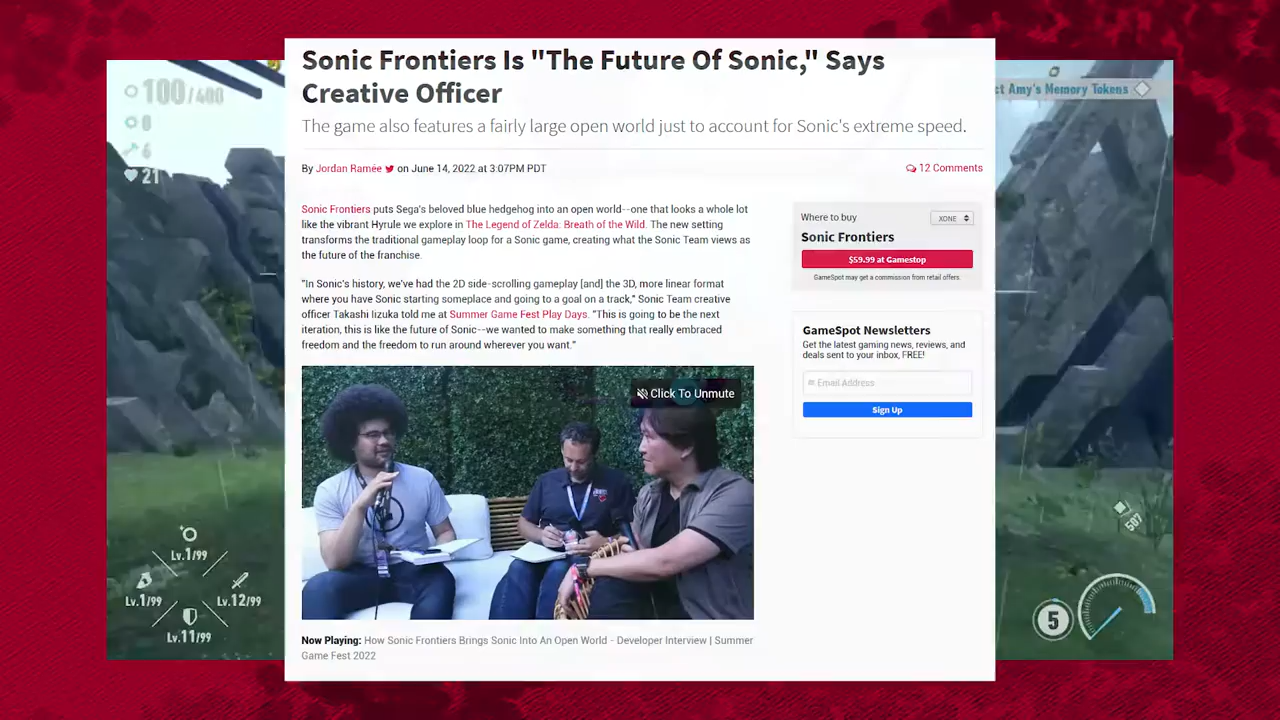 Sonic Frontiers Is "The Future Of Sonic," Says
Creative Officer
The game also features a fairly large open world just to account for Sonic's extreme speed.
By Jordan Ramée on June 14, 2022 at 3:07PM PDT
12 Comments
Sonic Frontiers puts Sega's beloved blue hedgehog into an open world--one that looks a whole lot
like the vibrant Hyrule we explore in The Legend of Zelda: Breath of the Wild. The new setting
transforms the traditional gameplay loop for a Sonic game, creating what the Sonic Team views as
the future of the franchise.
"In Sonic's history, we've had the 2D side-scrolling gameplay [and] the 3D, more linear format
where you have Sonic starting someplace and going to a goal on a track," Sonic Team creative
officer Takashi Iizuka told me at Summer Game Fest Play Days. "This is going to be the next
iteration, this is like the future of Sonic--we wanted to make something that really embraced
freedom and the freedom to run around wherever you want."
Click To Unmute
Now Playing: How Sonic Frontiers Brings Sonic Into An Open World - Developer Interview | Summer
Game Fest 2022
Where to buy
XONE
Sonic Frontiers
$59.99 at Gamestop
GameSpot may get a commission from retail offers.
GameSpot Newsletters
Get the latest gaming news, reviews, and
deals sent to your inbox, FREE!
Email Address
Sign Up
100/400
0
6
21
Lv.1/99
Lv.1/99
Lv.12/99
Lv.11/99
ct Amy's Memory Tokens
507
5